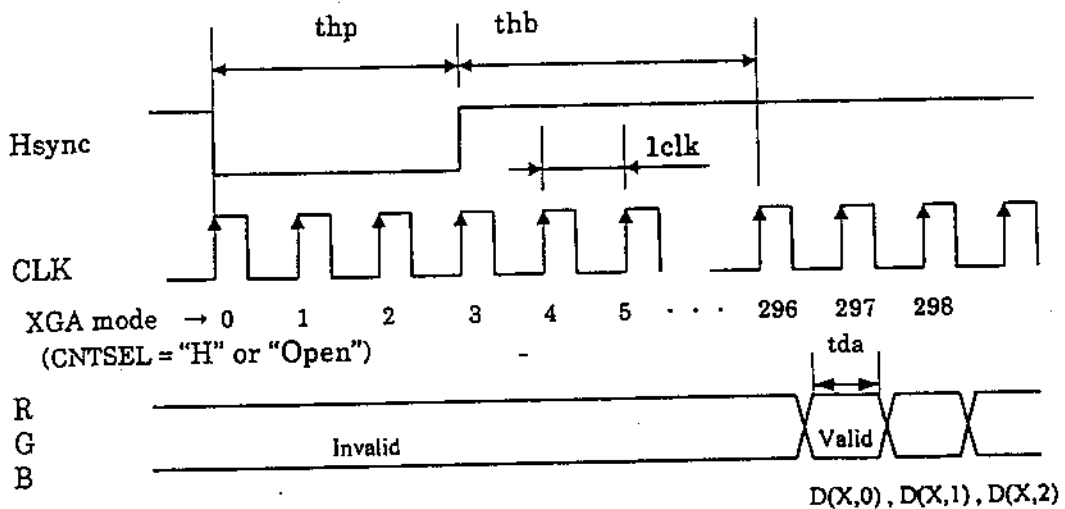 thp thb
Hsync
1clk
CLK
XGA mode → 0 1 2 3 4 5 · · · 296 297 298
(CNTSEL = “H” or “Open”)
tda
R
G Invalid Valid
B
D(X,0) , D(X,1) , D(X,2)